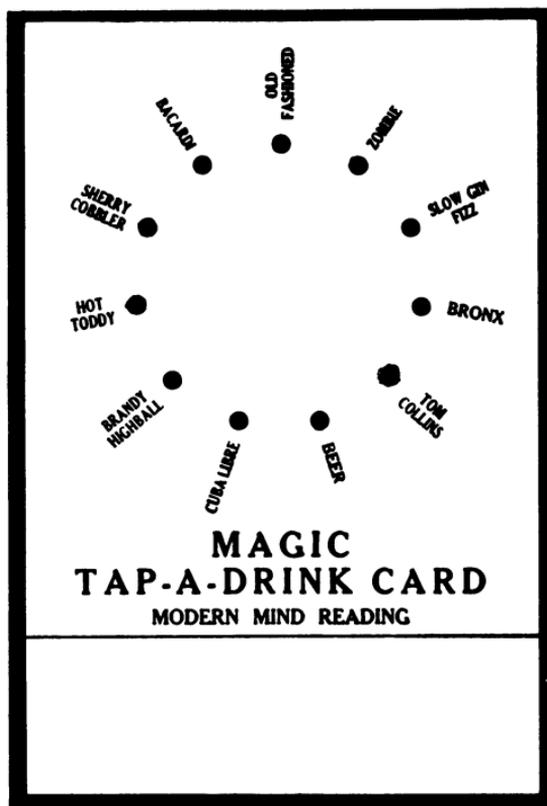 OLD
FASHIONED
ZOMBIE
SLOW GIN
FIZZ
BRONX
TOM
COLLINS
BEER
CUBA LIBRE
BRANDY
HIGHBALL
HOT
TODDY
SHERRY
COBBLER
BACARDI
MAGIC
TAP-A-DRINK CARD
MODERN MIND READING